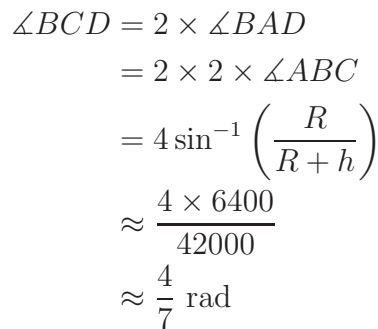 ∡BCD = 2 × ∡BAD
= 2 × 2 × ∡ABC
= 4 sin⁻¹ (R / (R + h))
≈ (4 × 6400) / 42000
≈ 4/7 rad